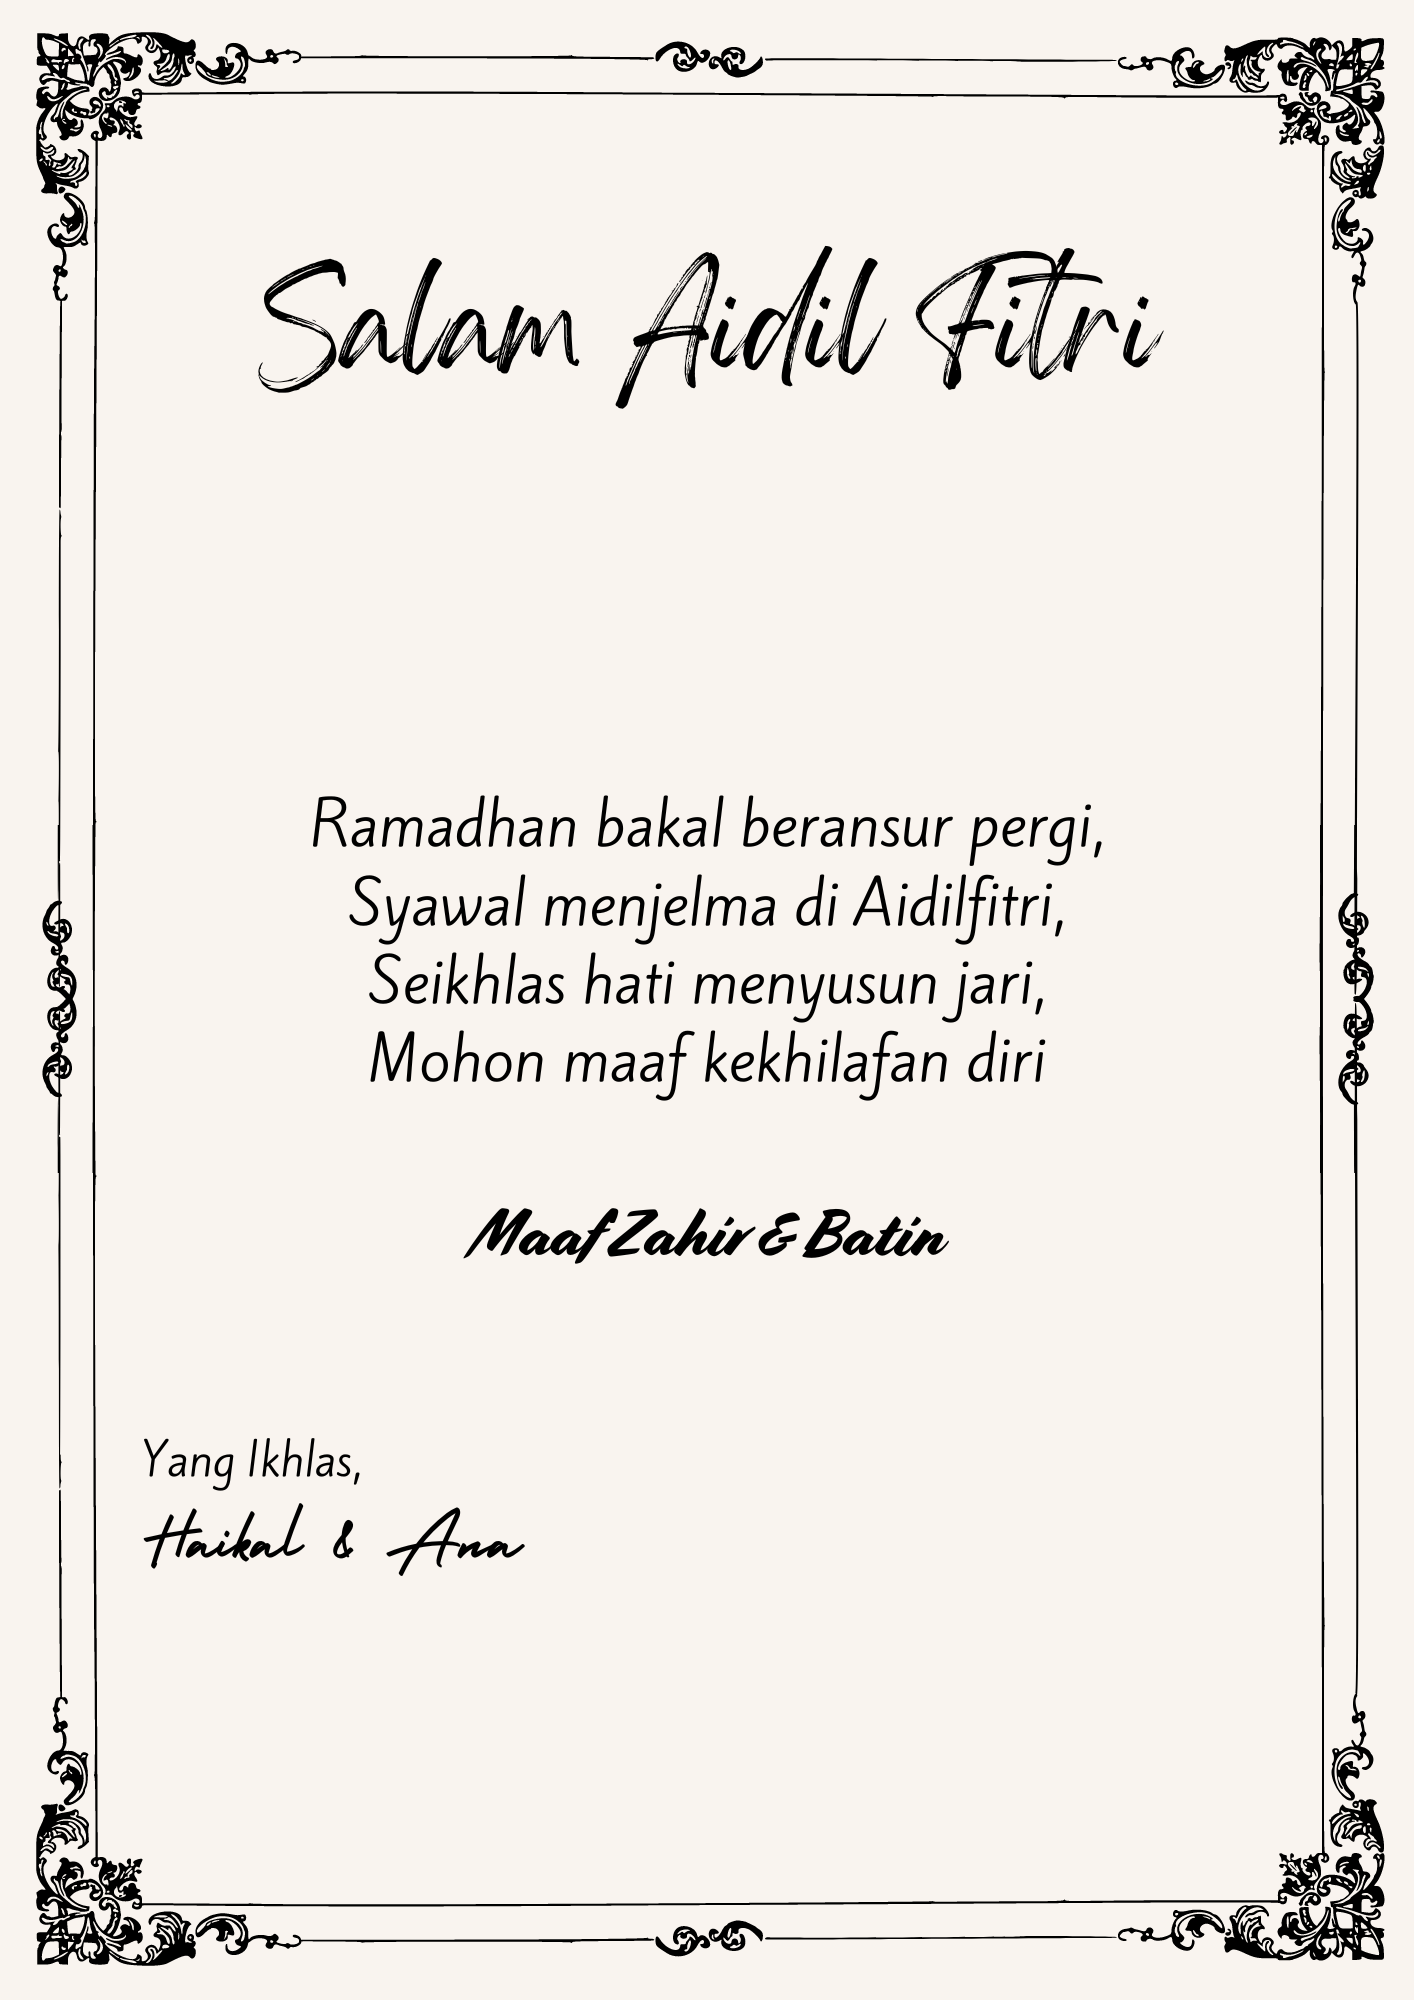 Salam Aidil Fitri
Ramadhan bakal beransur pergi,
Syawal menjelma di Aidilfitri,
Seikhlas hati menyusun jari,
Mohon maaf kekhilafan diri
Maaf Zahir & Batin
Yang Ikhlas,
Haikal & Ana